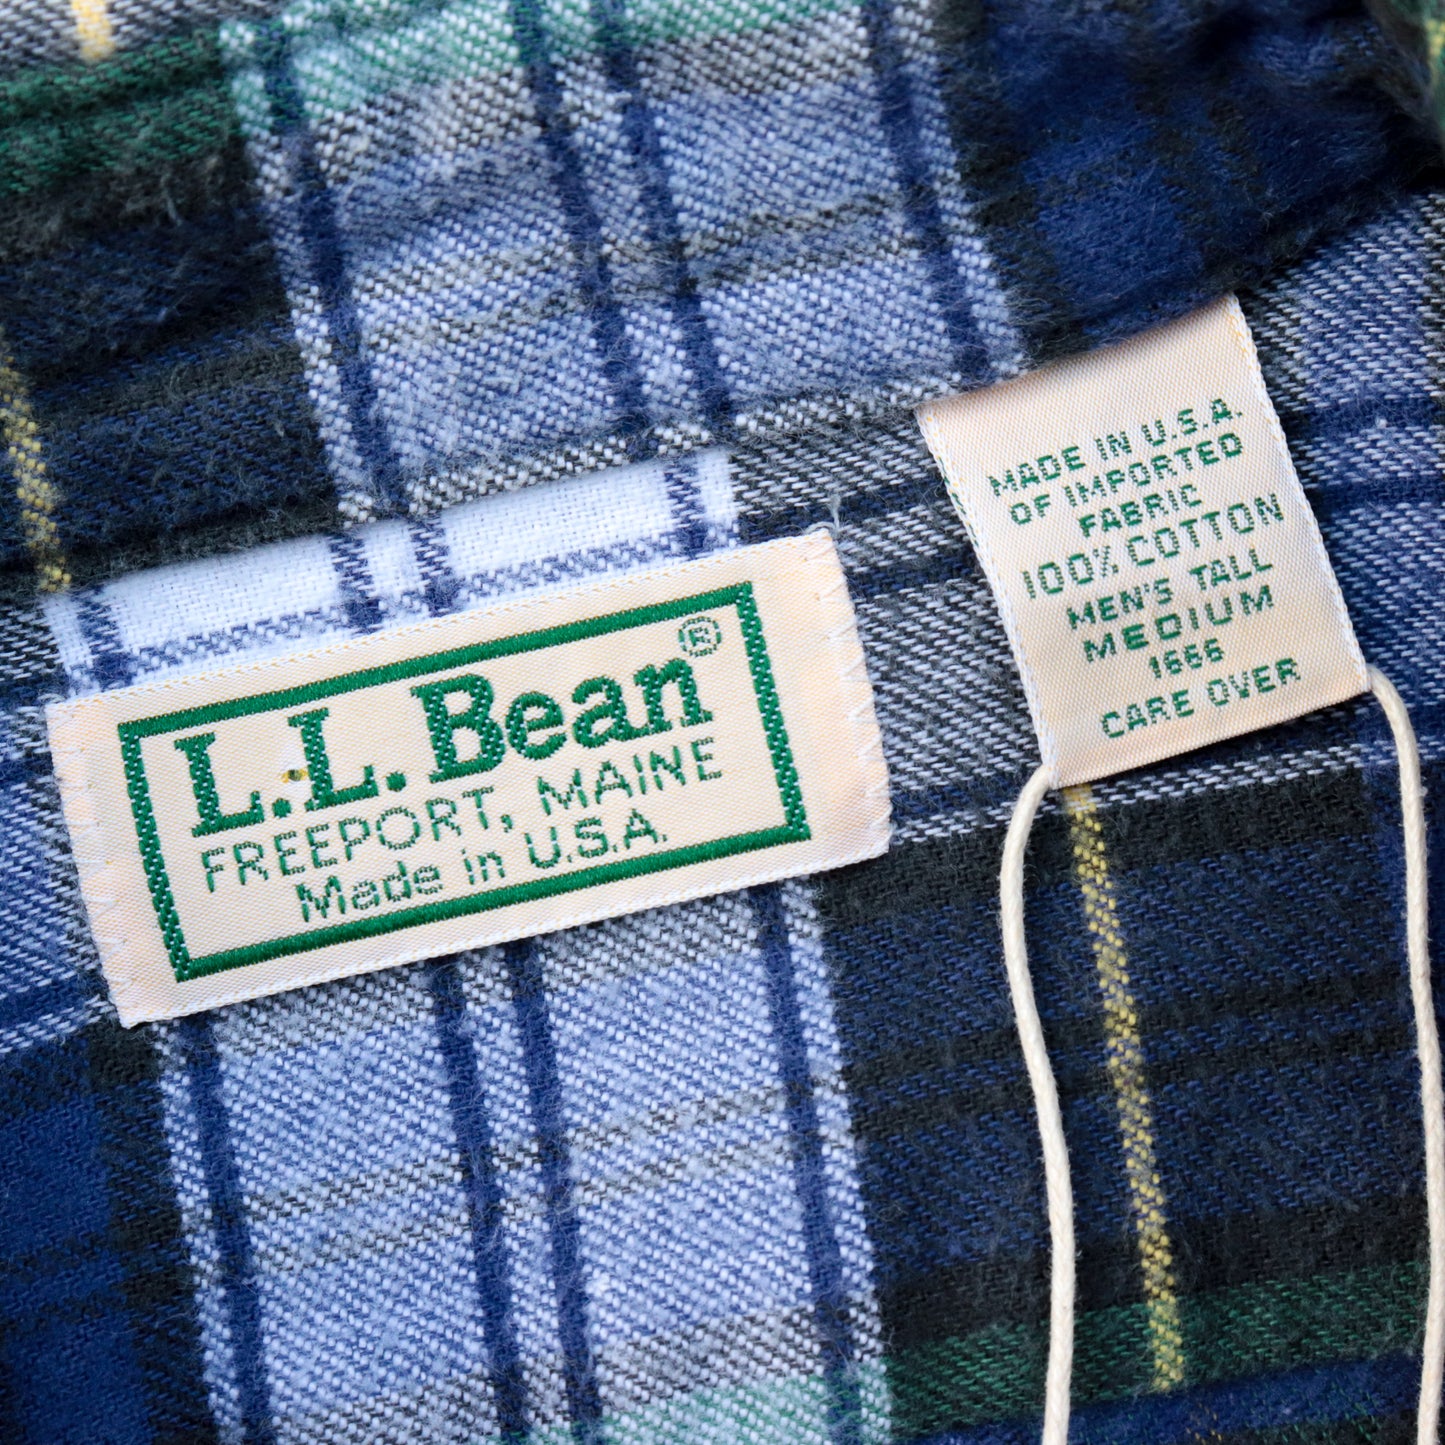 L.L.Bean®
FREEPORT, MAINE
Made in U.S.A.
MADE IN U.S.A.
OF IMPORTED
FABRIC
100% COTTON
MEN'S TALL
MEDIUM
1666
CARE OVER